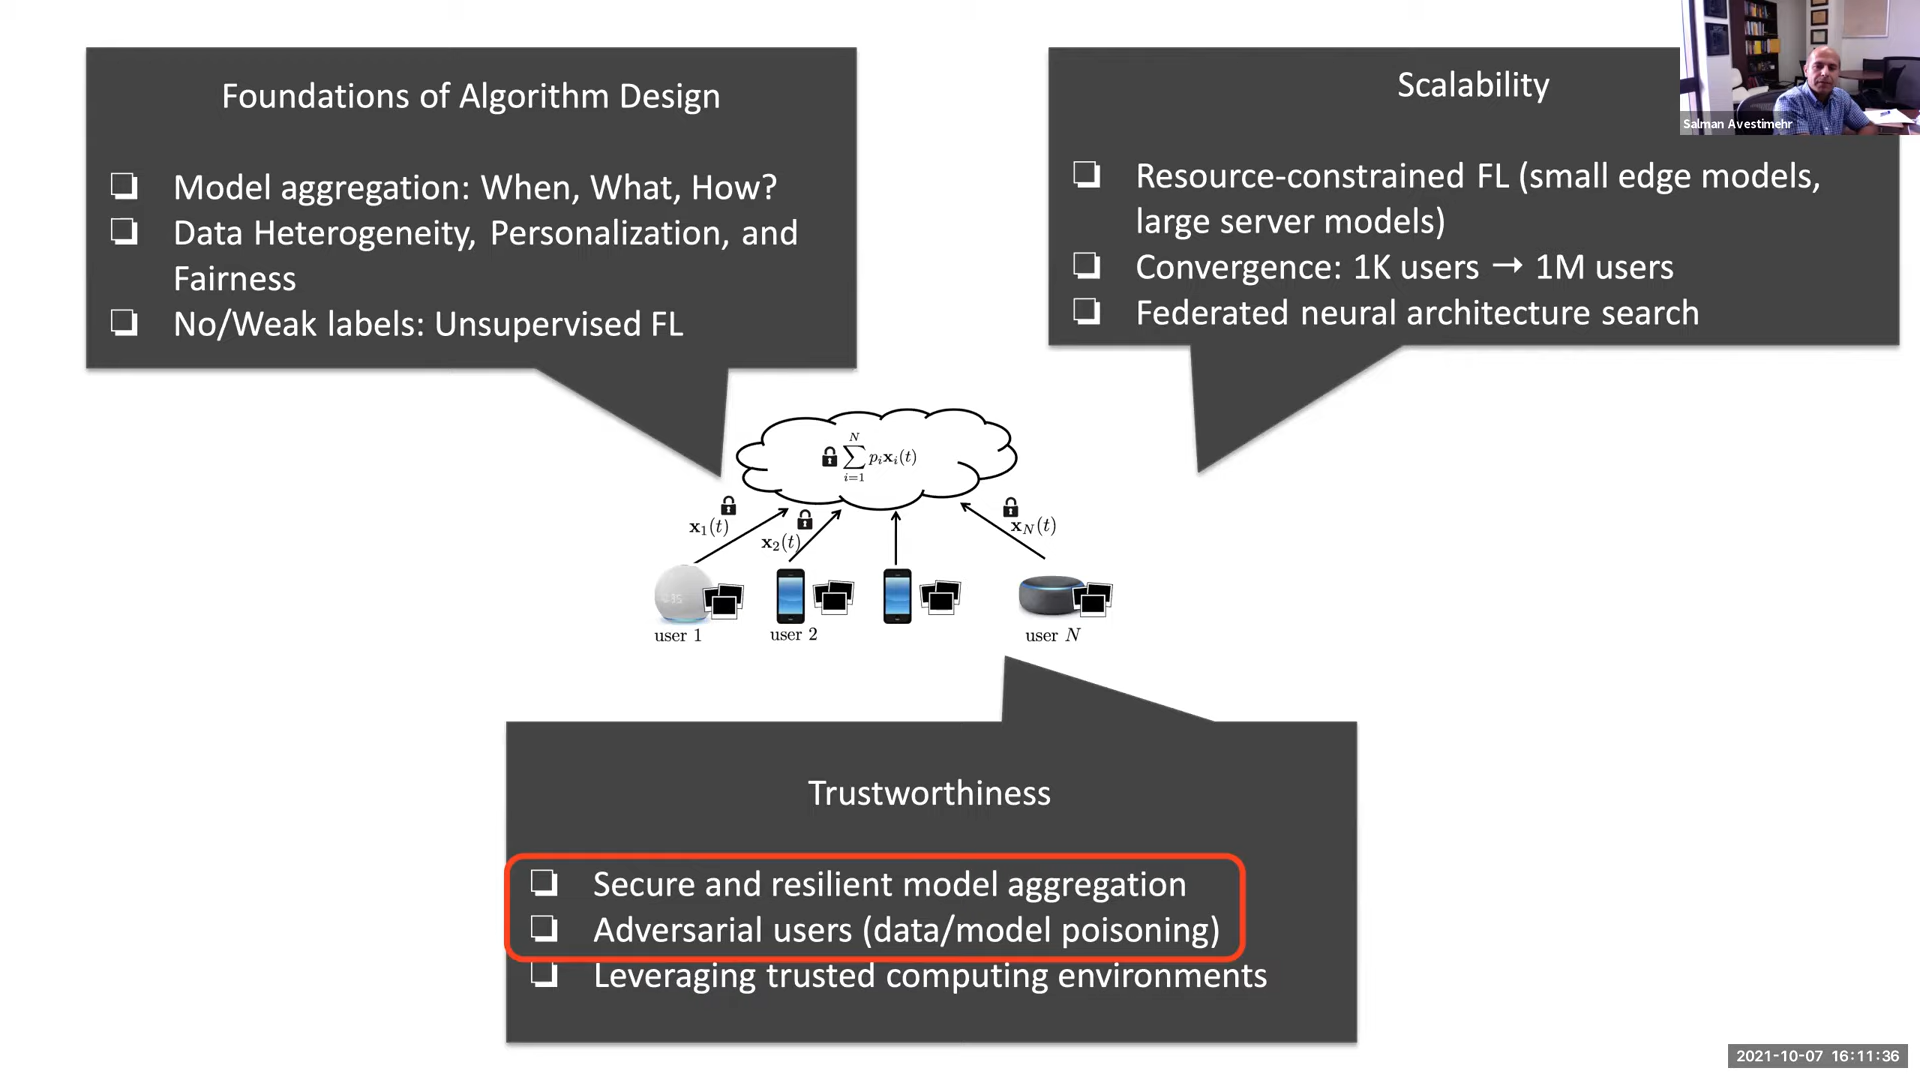 Foundations of Algorithm Design
❑ Model aggregation: When, What, How?
❑ Data Heterogeneity, Personalization, and
Fairness
❑ No/Weak labels: Unsupervised FL
Scalability
❑ Resource-constrained FL (small edge models,
large server models)
❑ Convergence: 1K users → 1M users
❑ Federated neural architecture search
Salman Avestimehr
N
∑ pᵢxᵢ(t)
i=1
x₁(t)
x₂(t)
x_N(t)
user 1
user 2
user N
Trustworthiness
❑ Secure and resilient model aggregation
❑ Adversarial users (data/model poisoning)
❑ Leveraging trusted computing environments
2021-10-07 16:11:36